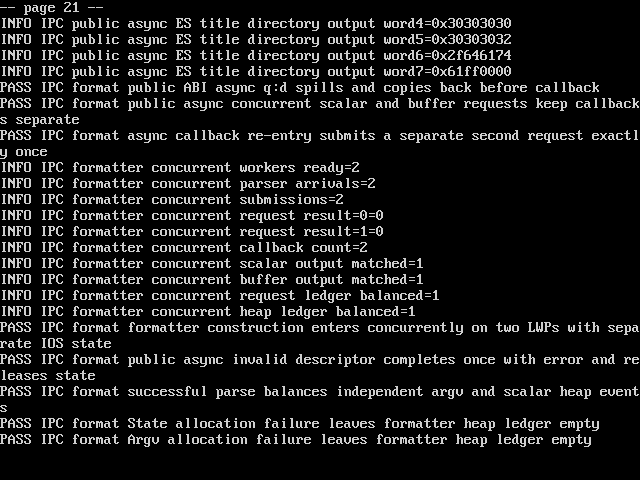 -- page 21 --
INFO IPC public async ES title directory output word4=0x30303030
INFO IPC public async ES title directory output word5=0x30303032
INFO IPC public async ES title directory output word6=0x2f646174
INFO IPC public async ES title directory output word7=0x61ff0000
PASS IPC format public ABI async q:d spills and copies back before callback
PASS IPC format public async concurrent scalar and buffer requests keep callback
s separate
PASS IPC format async callback re-entry submits a separate second request exactl
y once
INFO IPC formatter concurrent workers ready=2
INFO IPC formatter concurrent parser arrivals=2
INFO IPC formatter concurrent submissions=2
INFO IPC formatter concurrent request result=0=0
INFO IPC formatter concurrent request result=1=0
INFO IPC formatter concurrent callback count=2
INFO IPC formatter concurrent scalar output matched=1
INFO IPC formatter concurrent buffer output matched=1
INFO IPC formatter concurrent request ledger balanced=1
INFO IPC formatter concurrent heap ledger balanced=1
PASS IPC format formatter construction enters concurrently on two LWPs with sepa
rate IOS state
PASS IPC format public async invalid descriptor completes once with error and re
leases state
PASS IPC format successful parse balances independent argv and scalar heap event
s
PASS IPC format State allocation failure leaves formatter heap ledger empty
PASS IPC format Argv allocation failure leaves formatter heap ledger empty